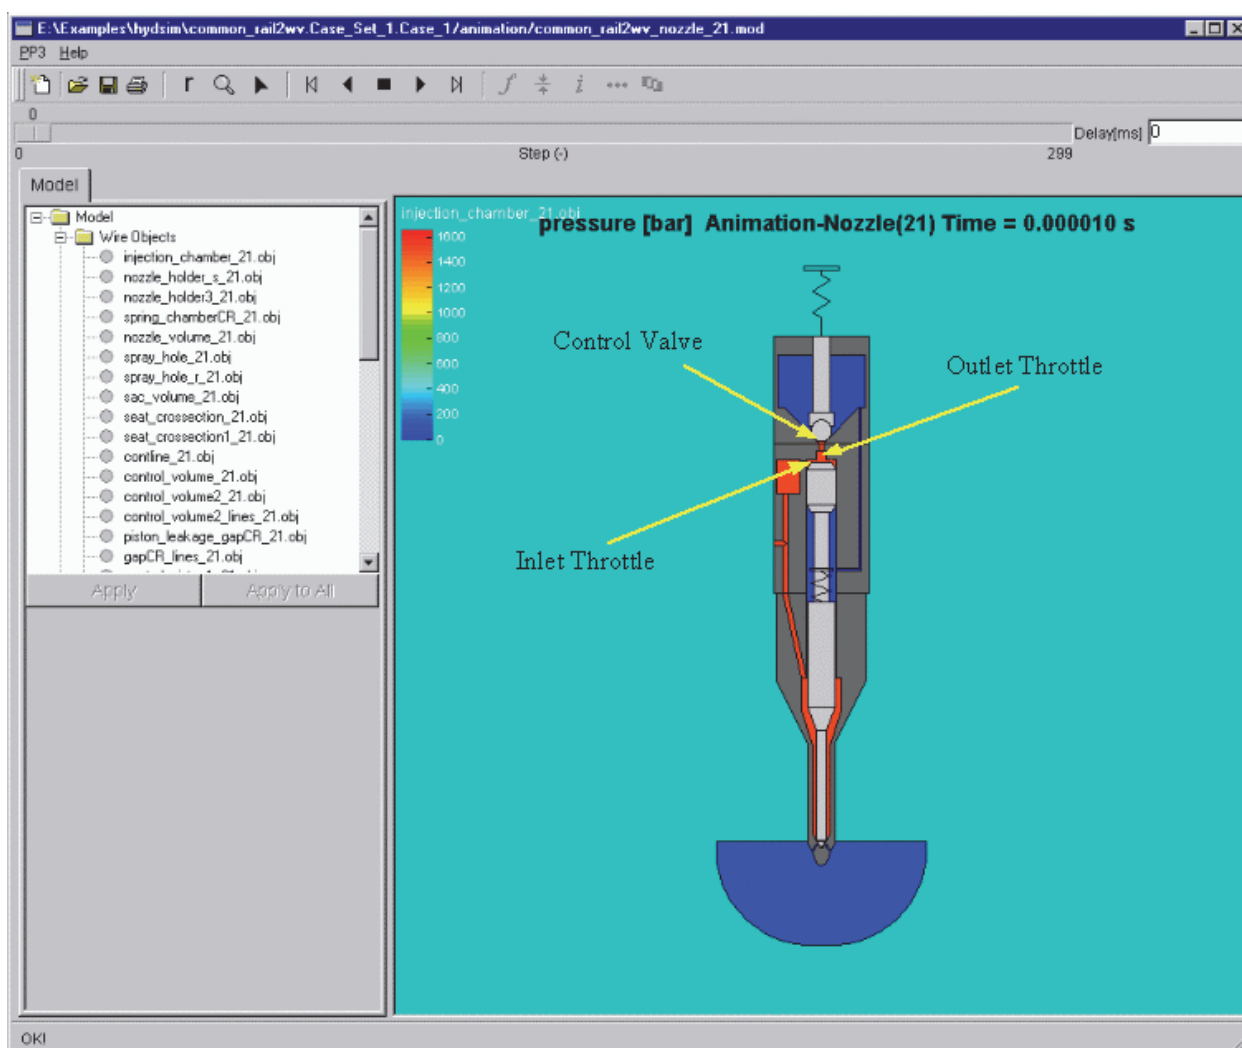 E:\Examples\hydsim\common_rail2wv.Case_Set_1.Case_1/animation/common_rail2wv_nozzle_21.mod
PP3 Help
r f i
0
Delay[ms] 0
0 Step (-) 299
Model
Model
Wire Objects
injection_chamber_21.obj
nozzle_holder_s_21.obj
nozzle_holder3_21.obj
spring_chamberCR_21.obj
nozzle_volume_21.obj
spray_hole_21.obj
spray_hole_r_21.obj
sac_volume_21.obj
seat_crossection_21.obj
seat_crossection1_21.obj
contline_21.obj
control_volume_21.obj
control_volume2_21.obj
control_volume2_lines_21.obj
piston_leakage_gapCR_21.obj
gapCR_lines_21.obj
Apply Apply to All
injection_chamber_21.obj
pressure [bar] Animation-Nozzle(21) Time = 0.000010 s
1600
1400
1200
1000
800
600
400
200
0
Control Valve
Outlet Throttle
Inlet Throttle
OK!